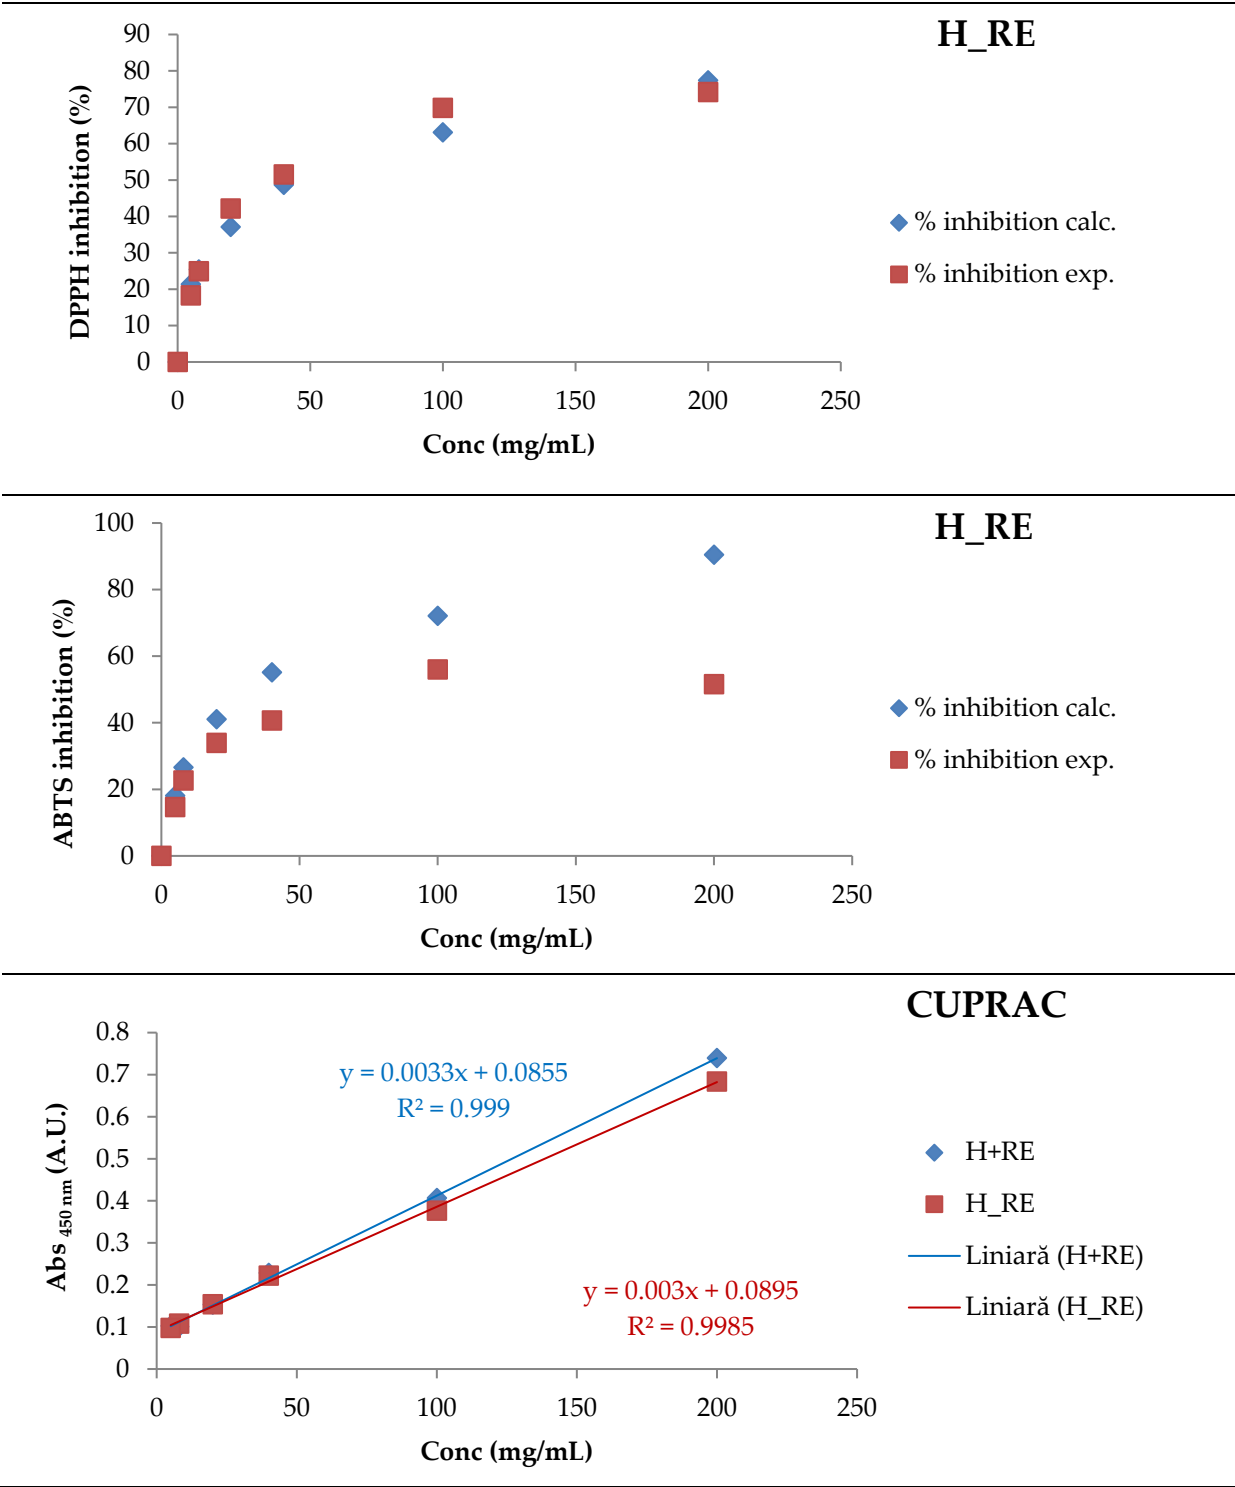 H_RE
90
80
70
60
50
40
30
20
10
0
DPPH inhibition (%)
0 50 100 150 200 250
Conc (mg/mL)
% inhibition calc.
% inhibition exp.
H_RE
100
80
60
40
20
0
ABTS inhibition (%)
0 50 100 150 200 250
Conc (mg/mL)
% inhibition calc.
% inhibition exp.
CUPRAC
0.8
0.7
0.6
0.5
0.4
0.3
0.2
0.1
0
Abs 450 nm (A.U.)
y = 0.0033x + 0.0855
R² = 0.999
y = 0.003x + 0.0895
R² = 0.9985
0 50 100 150 200 250
Conc (mg/mL)
H+RE
H_RE
Liniară (H+RE)
Liniară (H_RE)